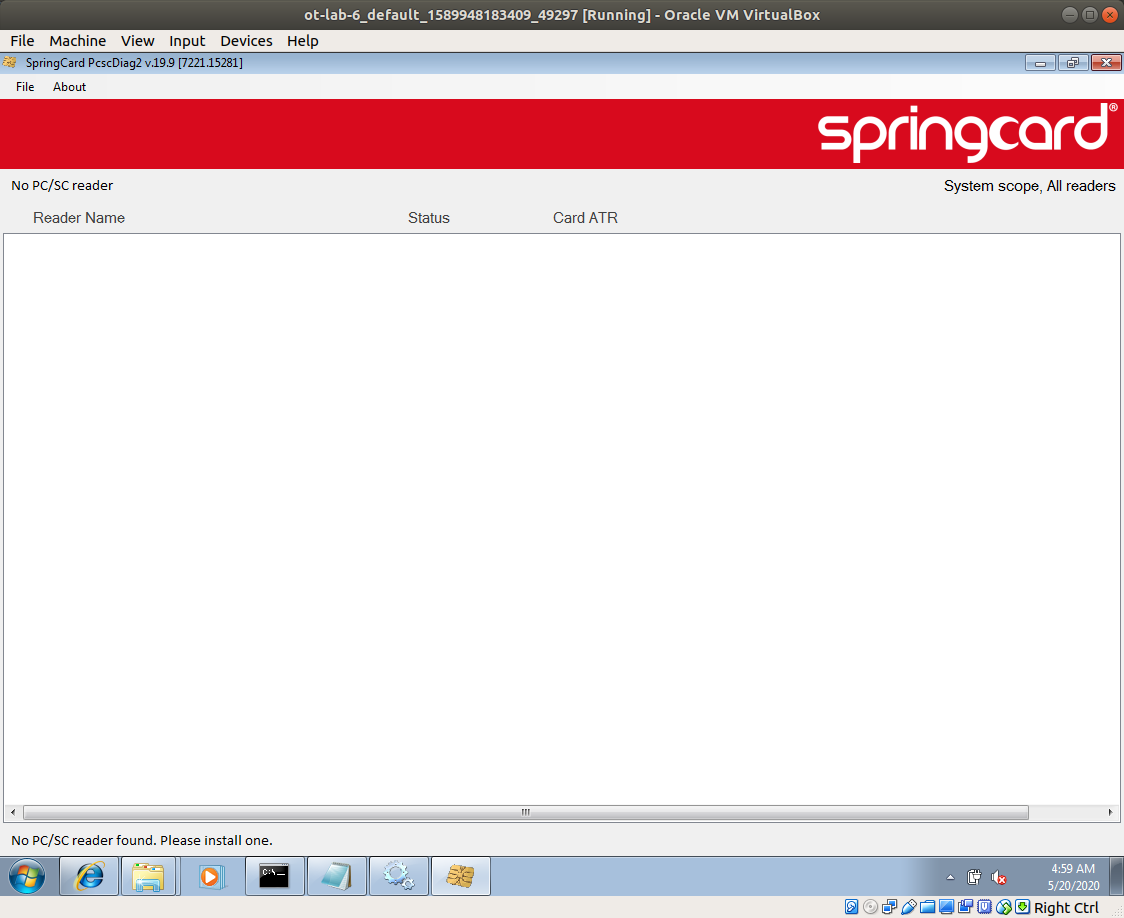 ot-lab-6_default_1589948183409_49297 [Running] - Oracle VM VirtualBox
File Machine View Input Devices Help
SpringCard PcscDiag2 v.19.9 [7221.15281]
File About
springcard®
No PC/SC reader
System scope, All readers
Reader Name Status Card ATR
No PC/SC reader found. Please install one.
C:\_
4:59 AM
5/20/2020
Right Ctrl